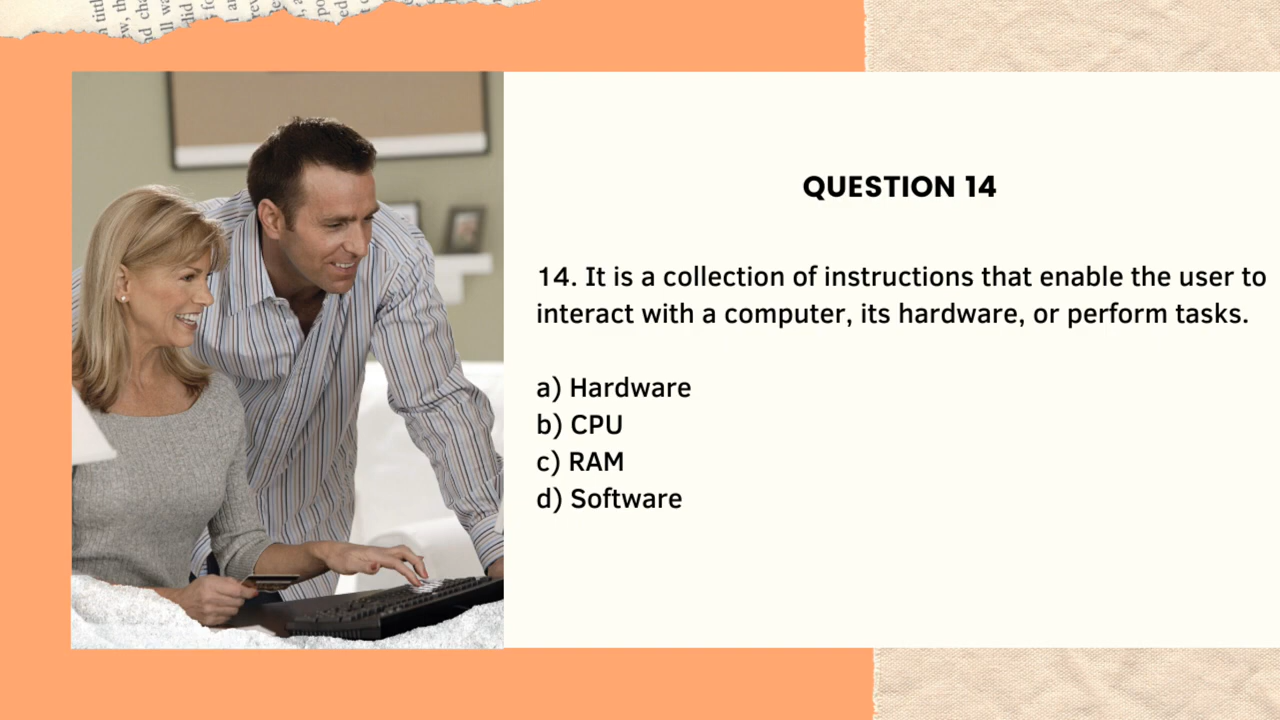 QUESTION 14
14. It is a collection of instructions that enable the user to
interact with a computer, its hardware, or perform tasks.
a) Hardware
b) CPU
c) RAM
d) Software